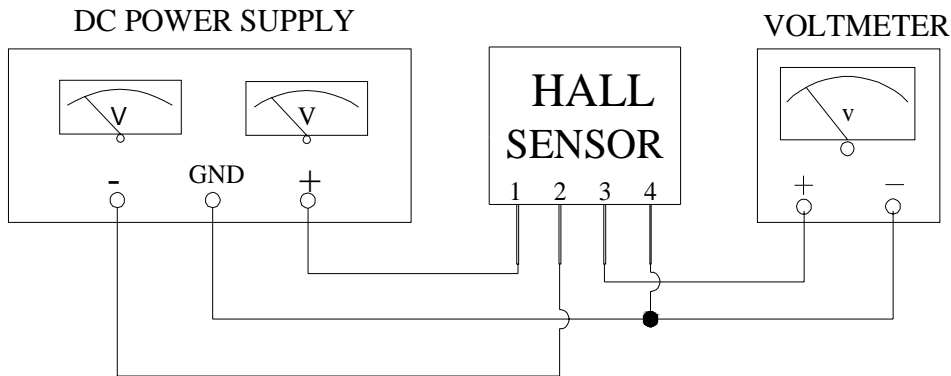 DC POWER SUPPLY
VOLTMETER
V
V
HALL
SENSOR
v
-
GND
+
1 2 3 4
+
−